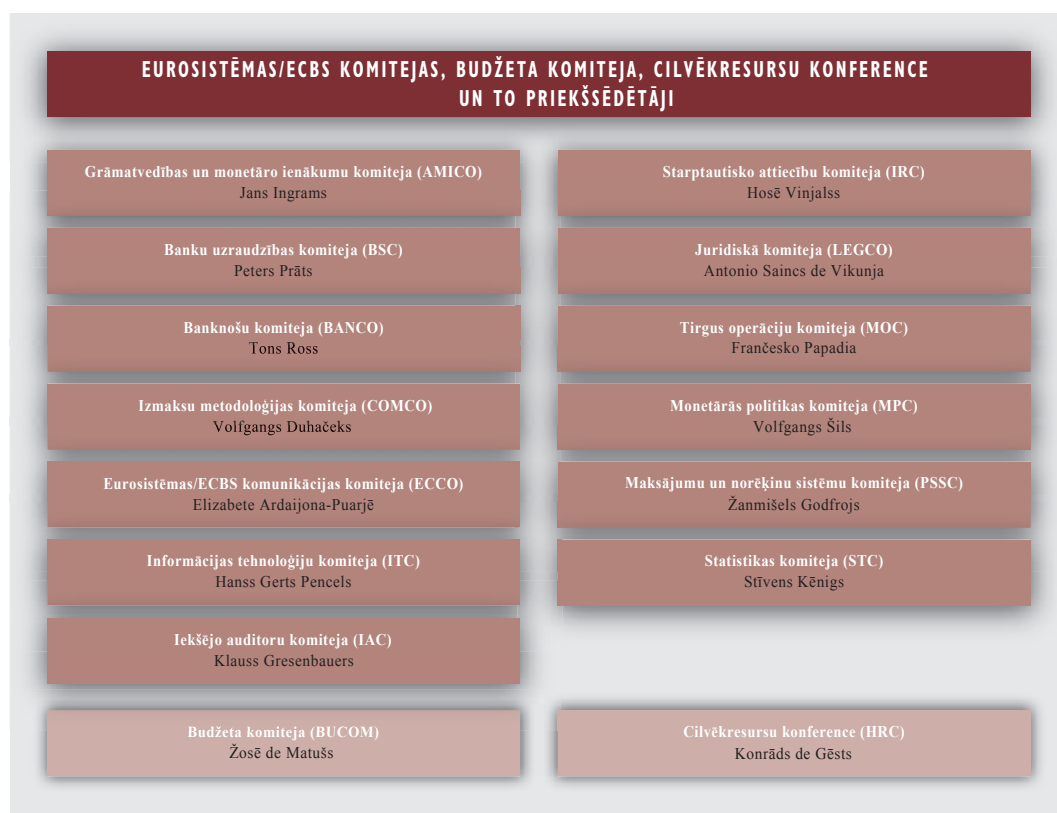 EUROSISTĒMAS/ECBS KOMITEJAS, BUDŽETA KOMITEJA, CILVĒKRESURSU KONFERENCE
UN TO PRIEKŠSĒDĒTĀJI
Grāmatvedības un monetāro ienākumu komiteja (AMICO)
Jans Ingrams
Banku uzraudzības komiteja (BSC)
Peters Prāts
Banknošu komiteja (BANCO)
Tons Ross
Izmaksu metodoloģijas komiteja (COMCO)
Volfgangs Duhačeks
Eurosistēmas/ECBS komunikācijas komiteja (ECCO)
Elizabete Ardaijona-Puarjē
Informācijas tehnoloģiju komiteja (ITC)
Hanss Gerts Pencels
Iekšējo auditoru komiteja (IAC)
Klauss Gresenbauers
Budžeta komiteja (BUCOM)
Žosē de Matušs
Starptautisko attiecību komiteja (IRC)
Hosē Vinjalss
Juridiskā komiteja (LEGCO)
Antonio Saincs de Vikunja
Tirgus operāciju komiteja (MOC)
Frančesko Papadia
Monetārās politikas komiteja (MPC)
Volfgangs Šils
Maksājumu un norēķinu sistēmu komiteja (PSSC)
Žanmišels Godfrojs
Statistikas komiteja (STC)
Stīvens Kēnigs
Cilvēkresursu konference (HRC)
Konrāds de Gēsts